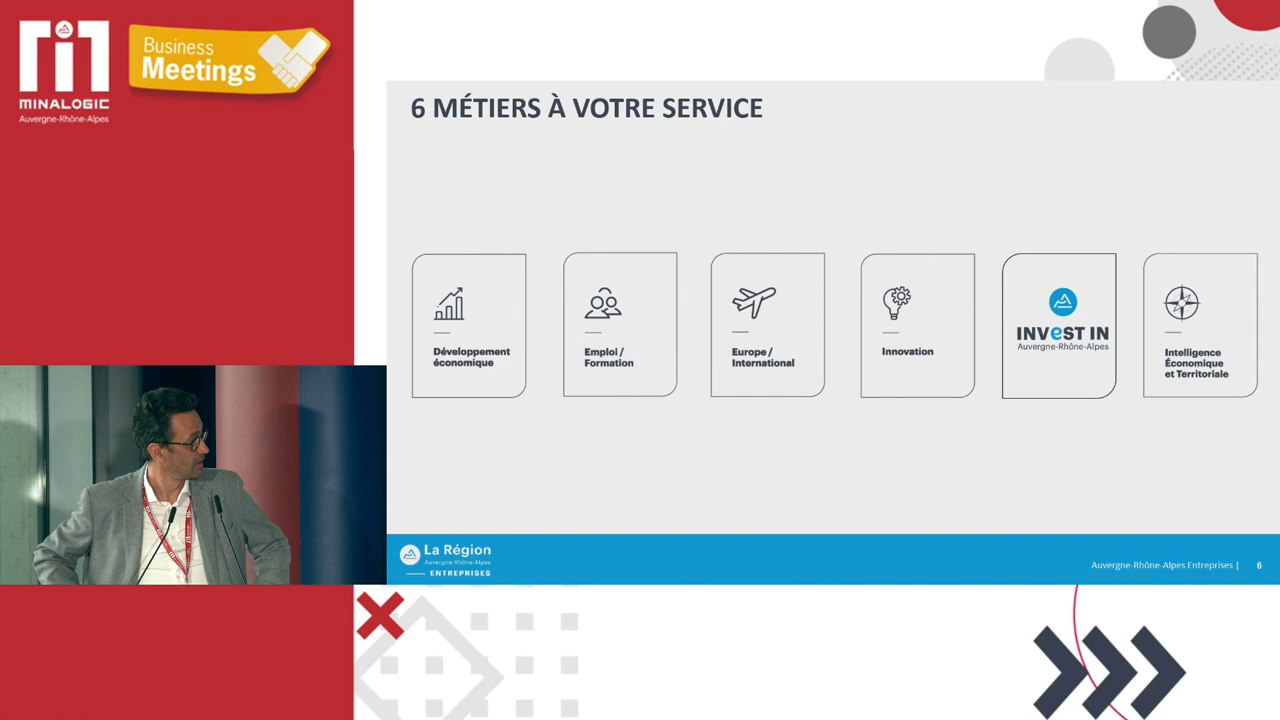 MINALOGIC
Auvergne-Rhône-Alpes
Business
Meetings
6 MÉTIERS À VOTRE SERVICE
Développement
économique
Emploi /
Formation
Europe /
International
Innovation
INVeST IN
Auvergne-Rhône-Alpes
Intelligence
Économique
et Territoriale
La Région
Auvergne-Rhône-Alpes
ENTREPRISES
Auvergne-Rhône-Alpes Entreprises | 6